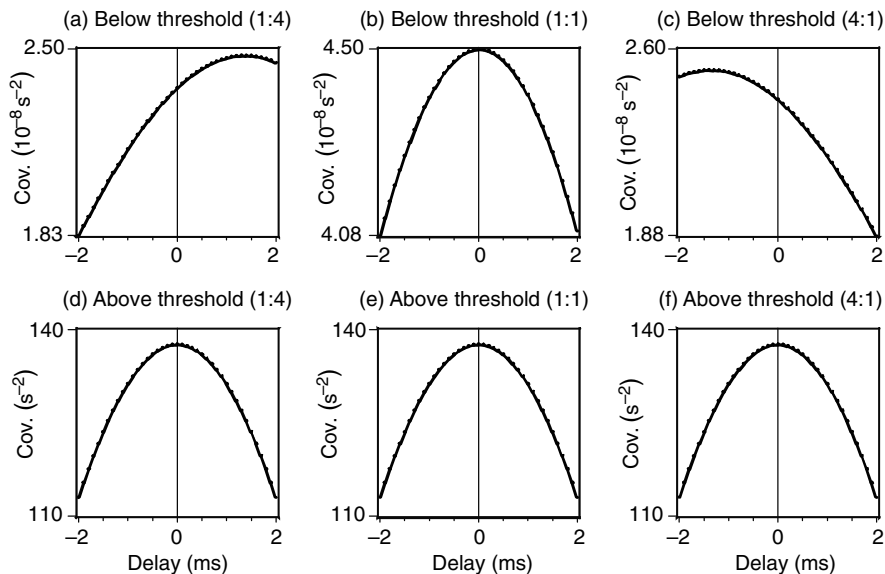 (a) Below threshold (1:4) (b) Below threshold (1:1) (c) Below threshold (4:1)
2.50 4.50 2.60
Cov. (10⁻⁸ s⁻²) Cov. (10⁻⁸ s⁻²) Cov. (10⁻⁸ s⁻²)
1.83 4.08 1.88
−2 0 2 −2 0 2 −2 0 2
(d) Above threshold (1:4) (e) Above threshold (1:1) (f) Above threshold (4:1)
140 140 140
Cov. (s⁻²) Cov. (s⁻²) Cov. (s⁻²)
110 110 110
−2 0 2 −2 0 2 −2 0 2
Delay (ms) Delay (ms) Delay (ms)